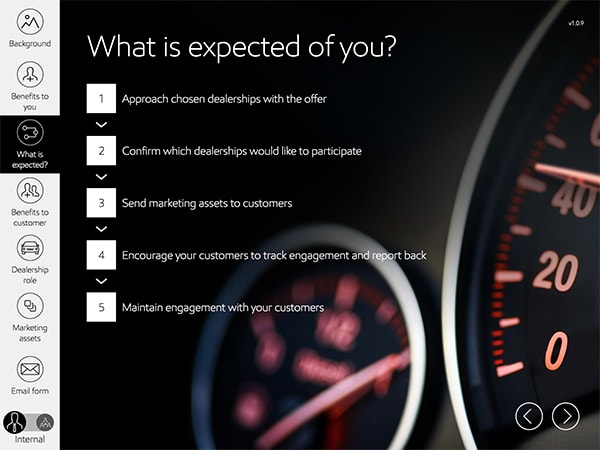 Background
Benefits to
you
What is
expected?
Benefits to
customer
Dealership
role
Marketing
assets
Email form
Internal
v1.0.9
What is expected of you?
1 Approach chosen dealerships with the offer
2 Confirm which dealerships would like to participate
3 Send marketing assets to customers
4 Encourage your customers to track engagement and report back
5 Maintain engagement with your customers
40
20
0